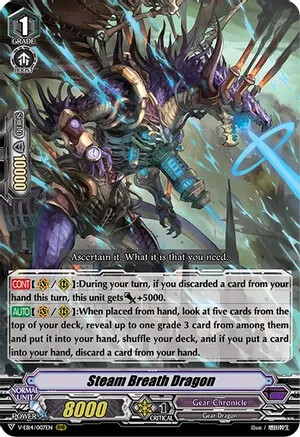 1
GRADE
BOOST
10000
Ascertain it. What it is that you need.
CONT [ / ]:During your turn, if you discarded a card from your
hand this turn, this unit gets +5000.
AUTO [ / ]:When placed from hand, look at five cards from the
top of your deck, reveal up to one grade 3 card from among them
and put it into your hand, shuffle your deck, and if you put a card
into your hand, discard a card from your hand.
Steam Breath Dragon
NORMAL UNIT
Gear Chronicle
Gear Dragon
V-EB14/007EN RRR
POWER 8000
1
CRITICAL